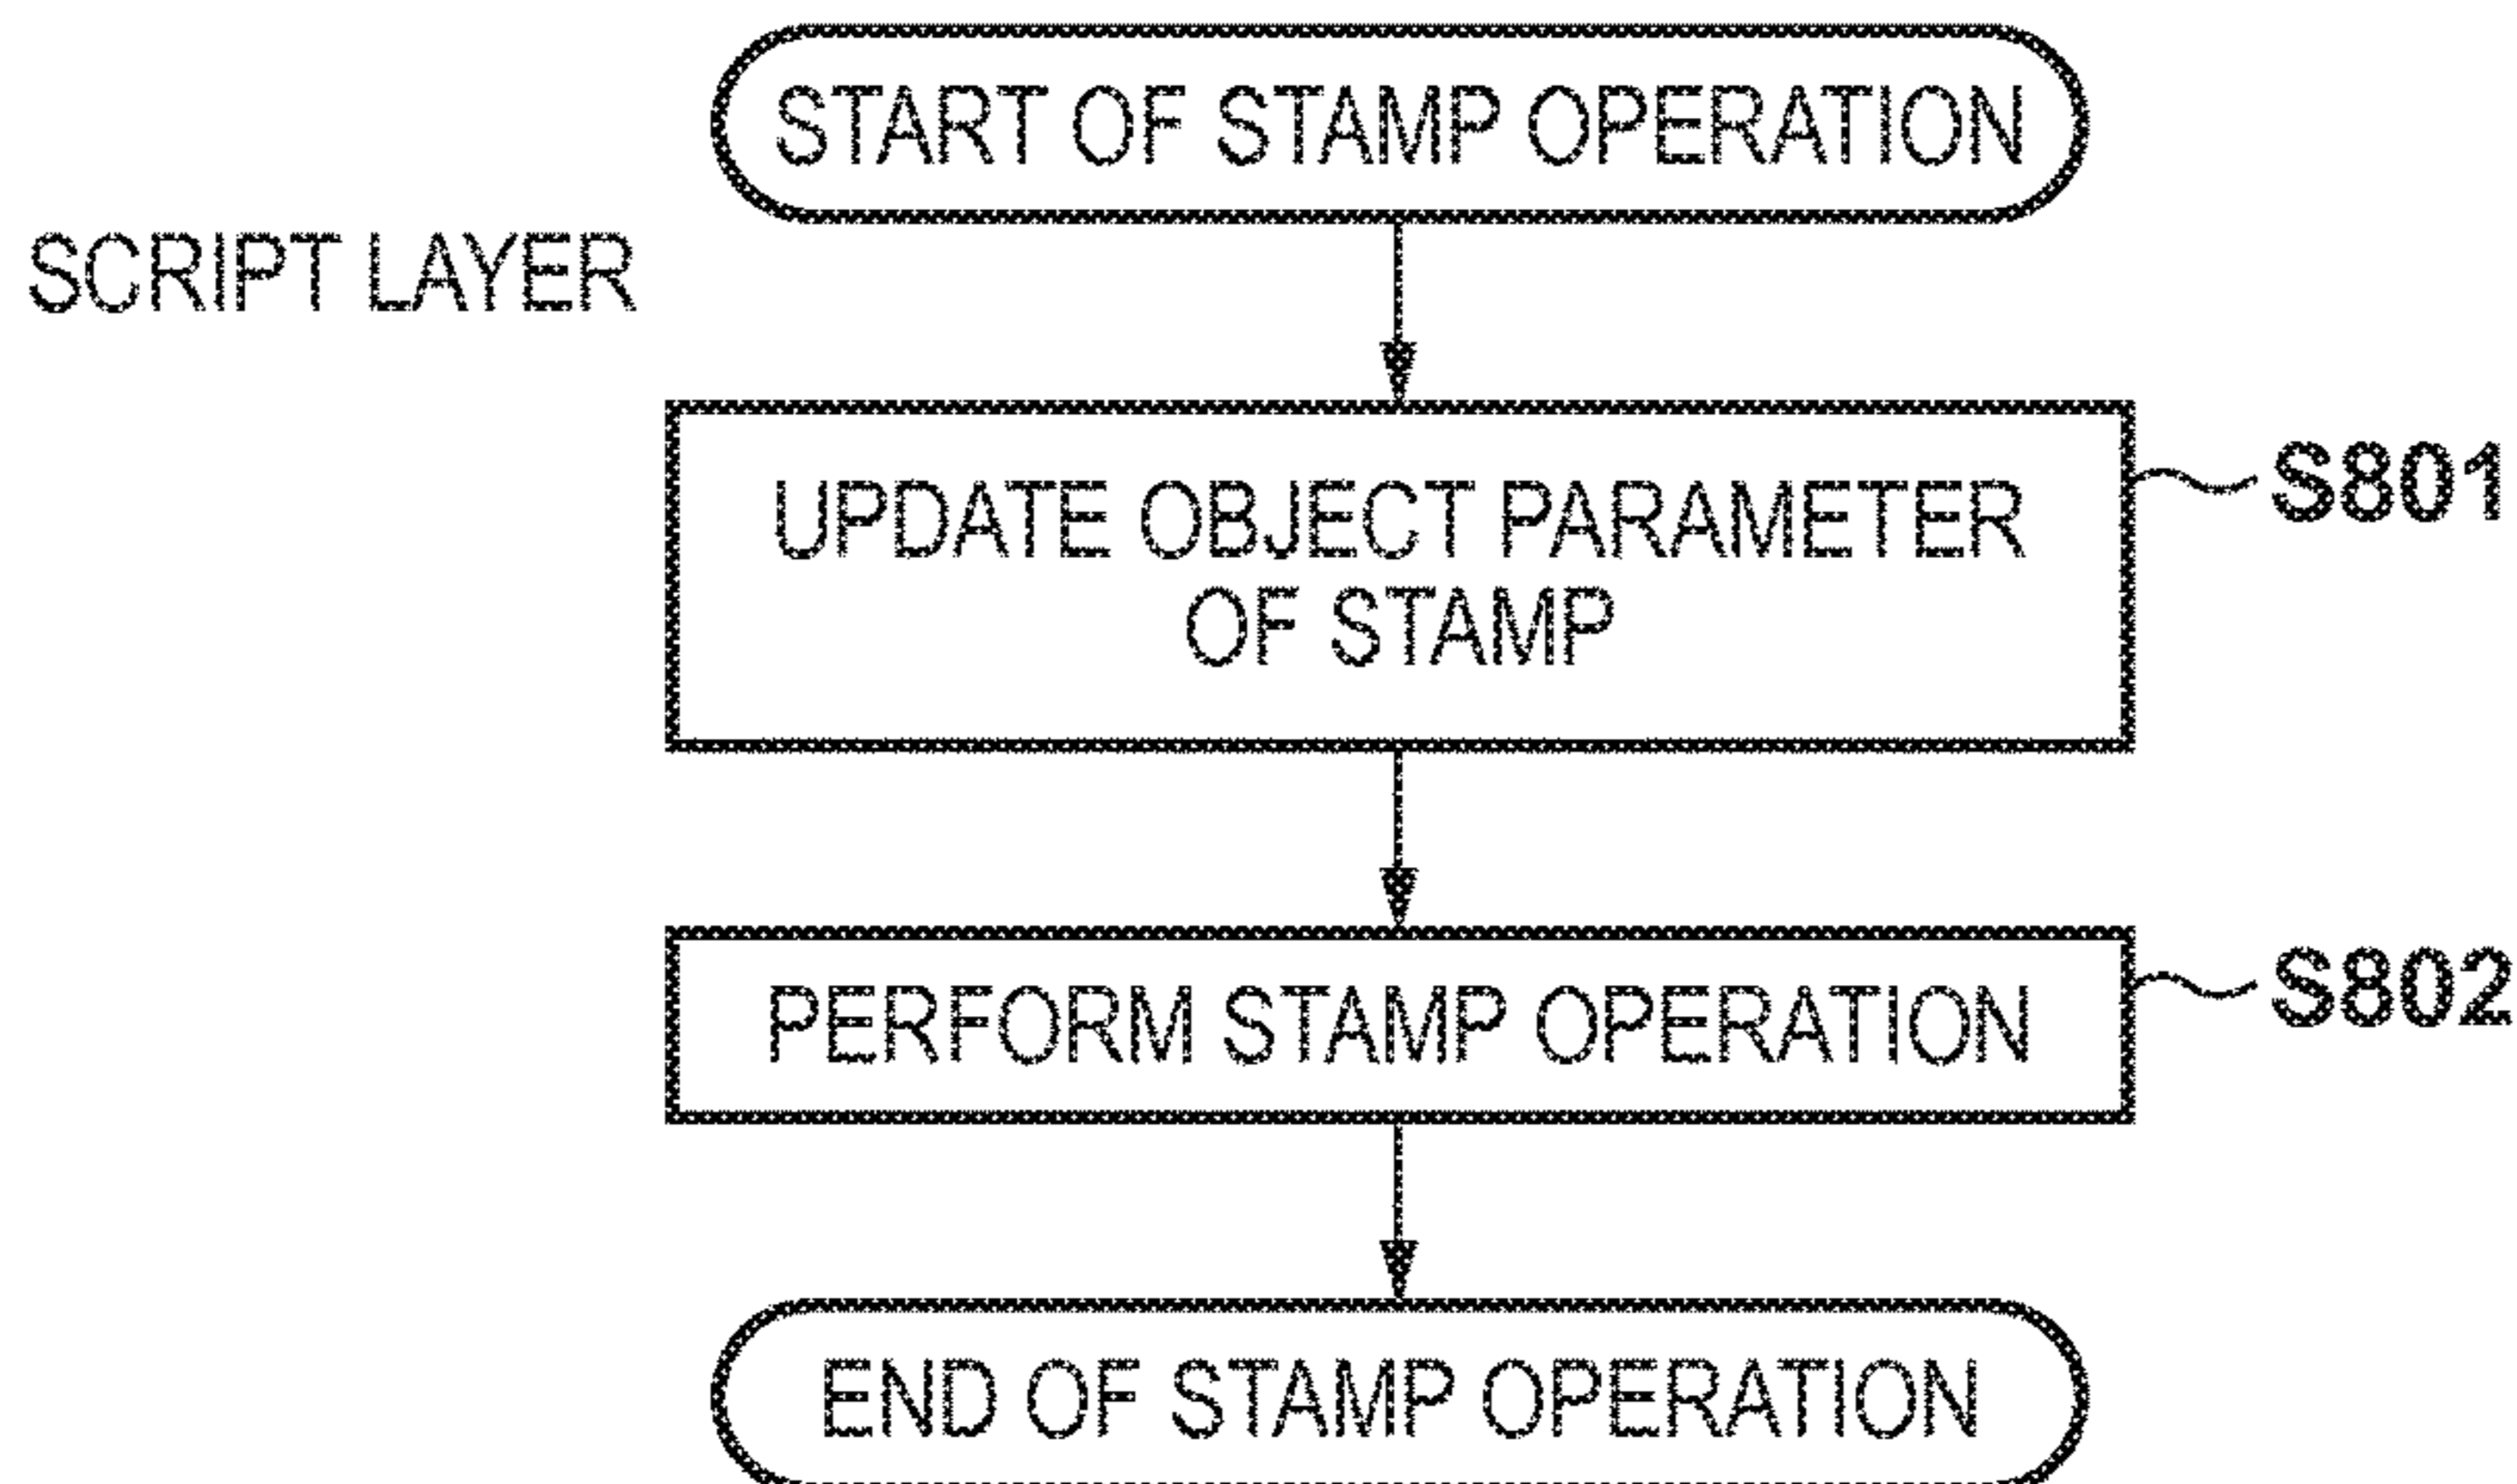 START OF STAMP OPERATION
SCRIPT LAYER
UPDATE OBJECT PARAMETER
OF STAMP
S801
PERFORM STAMP OPERATION
S802
END OF STAMP OPERATION